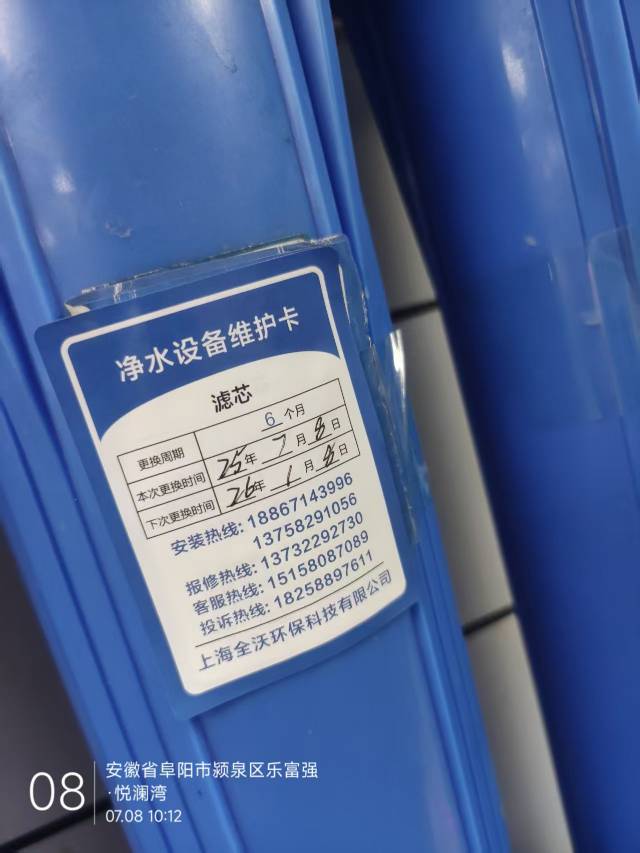 净水设备维护卡
滤芯
更换周期 6个月
本次更换时间 25年7月8日
下次更换时间 26年1月8日
安装热线: 18867143996
13758291056
报修热线: 13732292730
客服热线: 15158087089
投诉热线: 18258897611
上海全沃环保科技有限公司
08
安徽省阜阳市颍泉区乐富强
·悦澜湾
07.08 10:12